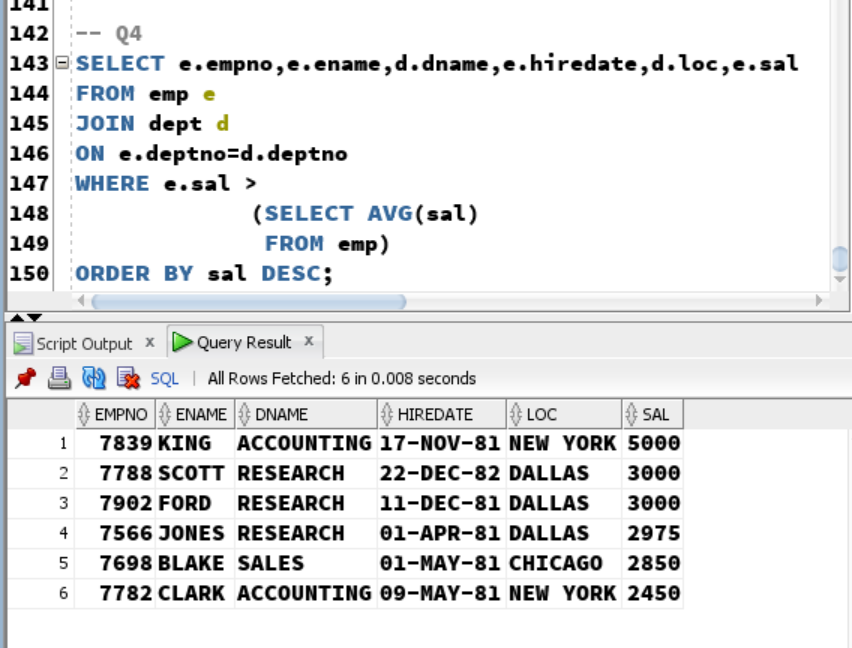 141
142 -- Q4
143 SELECT e.empno,e.ename,d.dname,e.hiredate,d.loc,e.sal
144 FROM emp e
145 JOIN dept d
146 ON e.deptno=d.deptno
147 WHERE e.sal >
148 (SELECT AVG(sal)
149 FROM emp)
150 ORDER BY sal DESC;
Script Output x Query Result x
SQL | All Rows Fetched: 6 in 0.008 seconds
EMPNO ENAME DNAME HIREDATE LOC SAL
1 7839 KING ACCOUNTING 17-NOV-81 NEW YORK 5000
2 7788 SCOTT RESEARCH 22-DEC-82 DALLAS 3000
3 7902 FORD RESEARCH 11-DEC-81 DALLAS 3000
4 7566 JONES RESEARCH 01-APR-81 DALLAS 2975
5 7698 BLAKE SALES 01-MAY-81 CHICAGO 2850
6 7782 CLARK ACCOUNTING 09-MAY-81 NEW YORK 2450